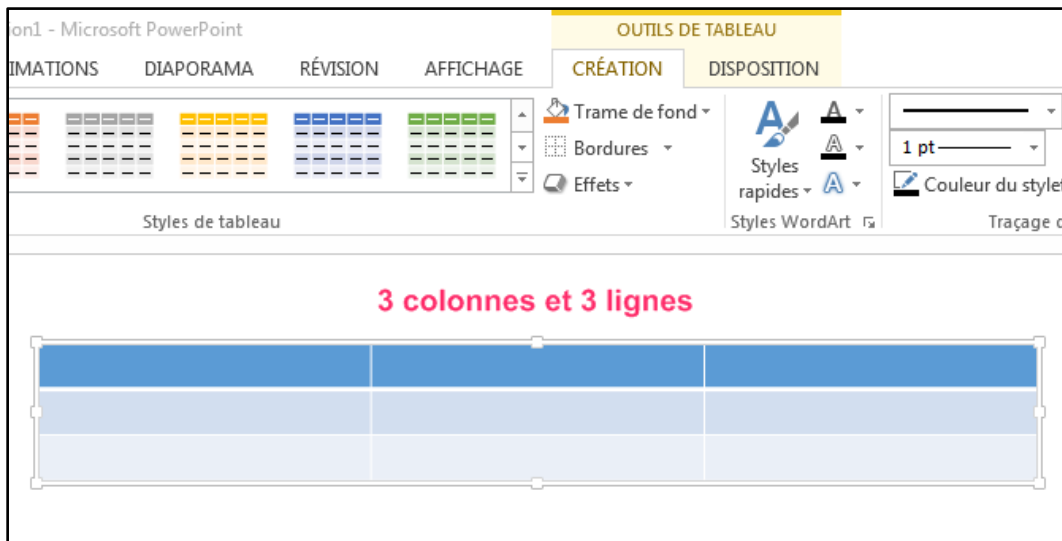 ion1 - Microsoft PowerPoint
OUTILS DE TABLEAU
IMATIONS DIAPORAMA RÉVISION AFFICHAGE CRÉATION DISPOSITION
Trame de fond
Bordures
Effets
Styles rapides
A
A
A
A
1 pt
Couleur du stylet
Styles de tableau
Styles WordArt
Traçage d
3 colonnes et 3 lignes